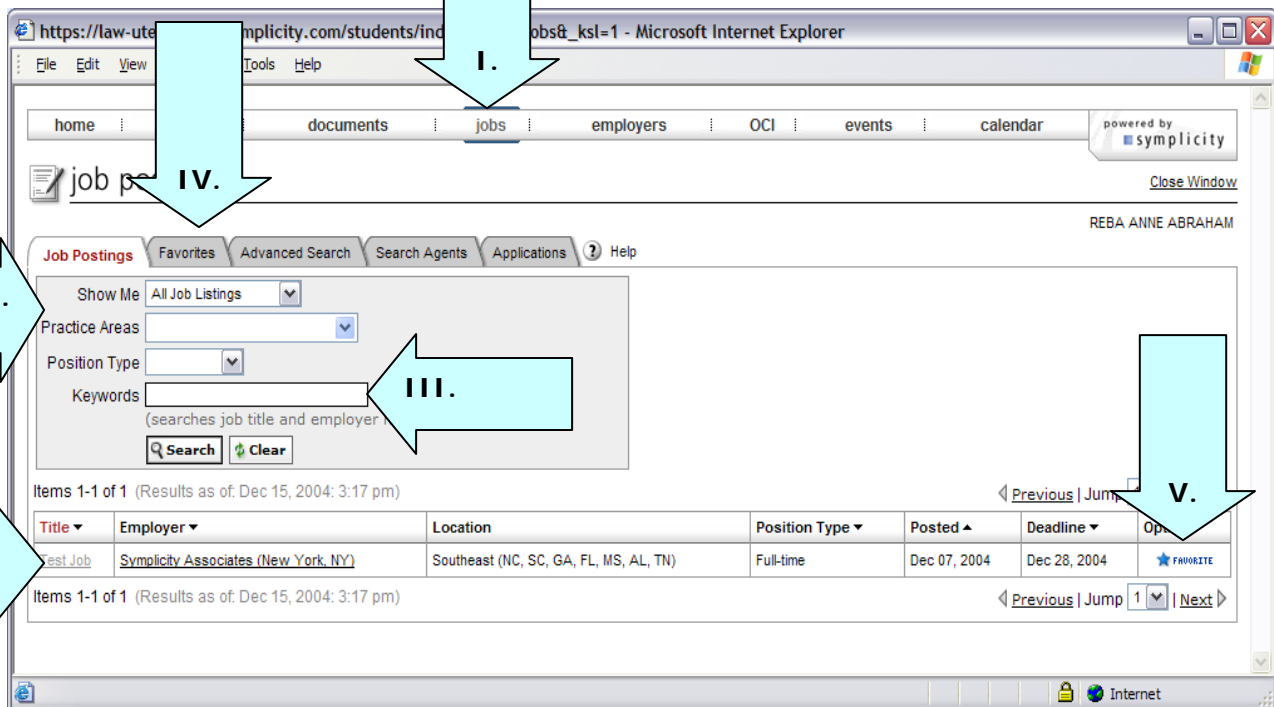 https://law-ute mplicity.com/students/ind obs&_ksl=1 - Microsoft Internet Explorer
I.
File Edit View Tools Help
home documents jobs employers OCI events calendar powered by
symplicity
job po IV. Close Window
REBA ANNE ABRAHAM
Job Postings Favorites Advanced Search Search Agents Applications ? Help
Show Me All Job Listings
.
Practice Areas
Position Type
Keywords III.
(searches job title and employer
Search Clear
Items 1-1 of 1 (Results as of: Dec 15, 2004: 3:17 pm) Previous | Jump V.
Title Employer Location Position Type Posted Deadline Op
Test Job Symplicity Associates (New York, NY) Southeast (NC, SC, GA, FL, MS, AL, TN) Full-time Dec 07, 2004 Dec 28, 2004 FAVORITE
Items 1-1 of 1 (Results as of: Dec 15, 2004: 3:17 pm) Previous | Jump 1 | Next
Internet